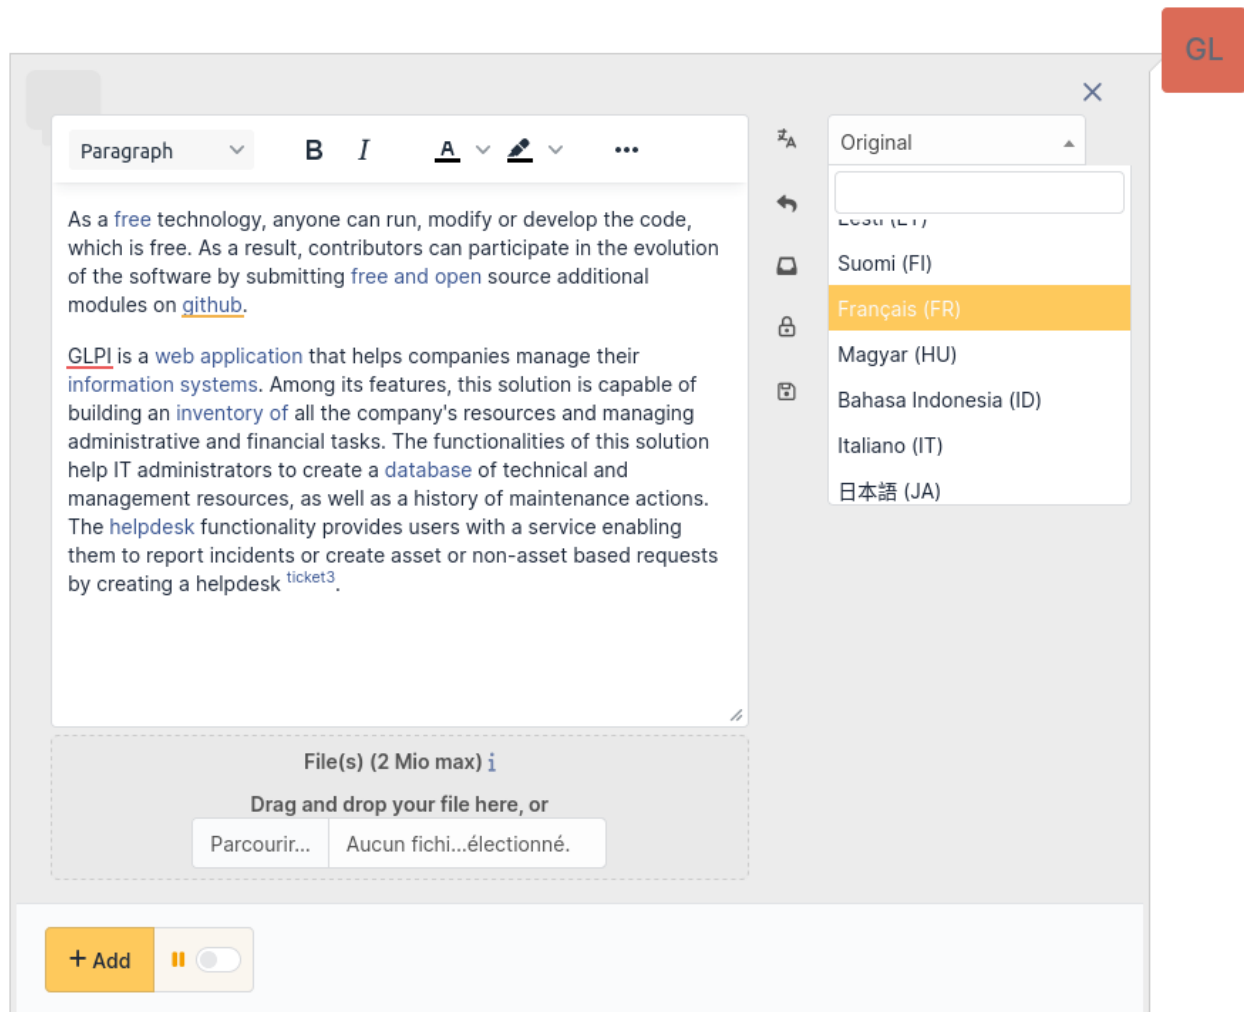 GL
Paragraph
B I A
Original
As a free technology, anyone can run, modify or develop the code,
which is free. As a result, contributors can participate in the evolution
of the software by submitting free and open source additional
modules on github.
GLPI is a web application that helps companies manage their
information systems. Among its features, this solution is capable of
building an inventory of all the company's resources and managing
administrative and financial tasks. The functionalities of this solution
help IT administrators to create a database of technical and
management resources, as well as a history of maintenance actions.
The helpdesk functionality provides users with a service enabling
them to report incidents or create asset or non-asset based requests
by creating a helpdesk ticket3.
Eesti (ET)
Suomi (FI)
Français (FR)
Magyar (HU)
Bahasa Indonesia (ID)
Italiano (IT)
日本語 (JA)
File(s) (2 Mio max) i
Drag and drop your file here, or
Parcourir... Aucun fichi...électionné.
+ Add